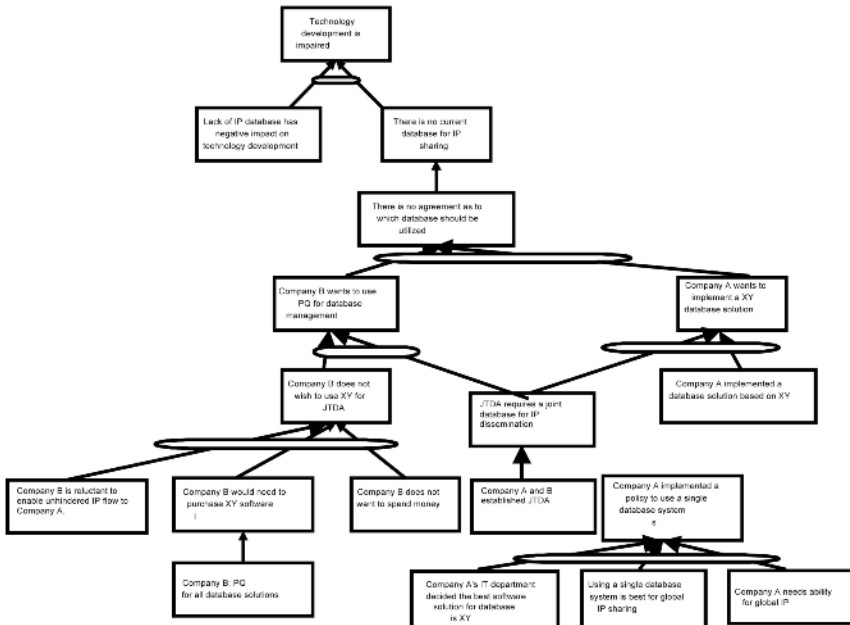 Technology
development is
impaired
Lack of IP database has
negative impact on
technology development
There is no current
database for IP
sharing
There is no agreement as to
which database should be
utilized
Company B wants to use
PQ for database
management
Company A wants to
implement a XY
database solution
Company B does not
wish to use XY for
JTDA
JTDA requires a joint
database for IP
dissemination
Company A implemented a
database solution based on XY
Company B is reluctant to
enable unhindered IP flow to
Company A.
Company B would need to
purchase XY software
Company B does not
want to spend money
Company A and B
established JTDA
Company A implemented a
policy to use a single
database system
s
Company B: PQ
for all database solutions
Company A's IT department
decided the best software
solution for database
is XY
Using a single database
system is best for global
IP sharing
Company A needs ability
for global IP